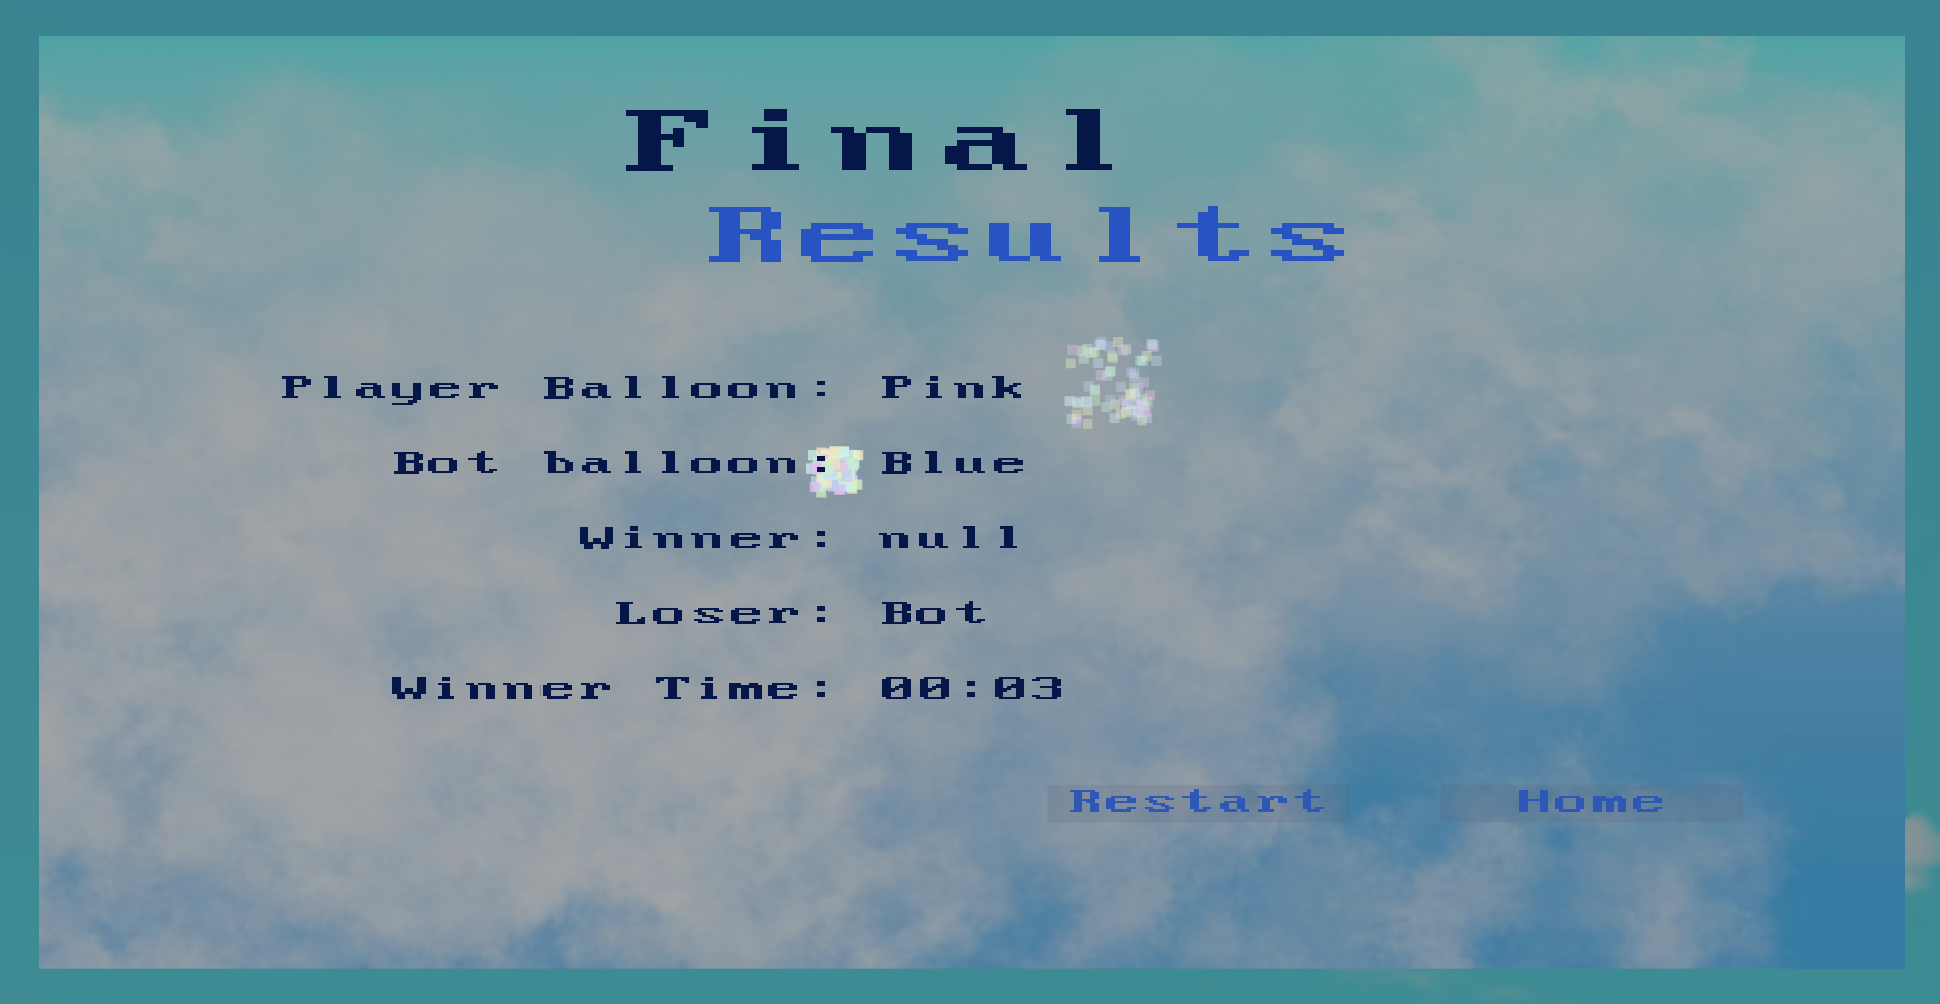 Final
Results
Player Balloon: Pink
Bot balloon: Blue
Winner: null
Loser: Bot
Winner Time: 00:03
Restart Home